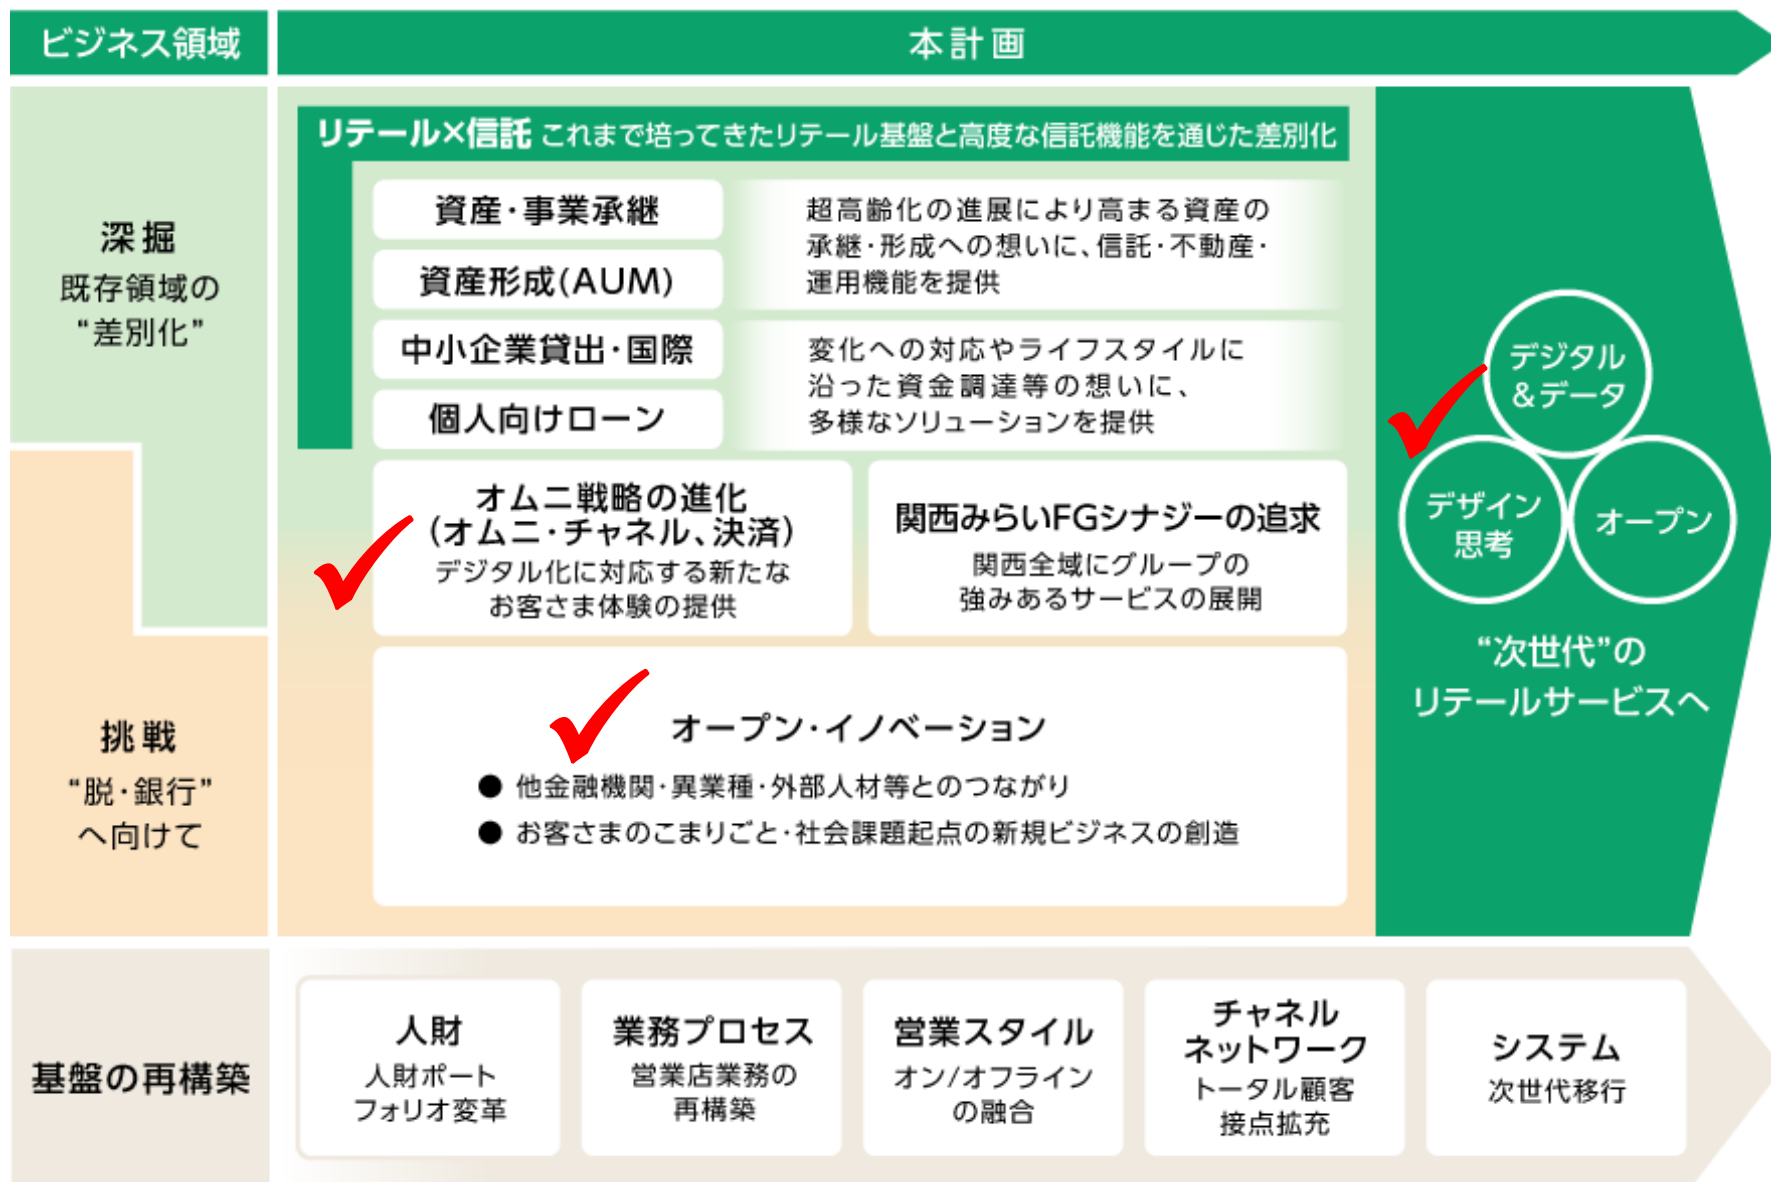 ビジネス領域
本計画
深掘
既存領域の
“差別化”
リテール×信託 これまで培ってきたリテール基盤と高度な信託機能を通じた差別化
資産・事業承継
資産形成(AUM)
超高齢化の進展により高まる資産の
承継・形成への想いに、信託・不動産・
運用機能を提供
中小企業貸出・国際
個人向けローン
変化への対応やライフスタイルに
沿った資金調達等の想いに、
多様なソリューションを提供
オムニ戦略の進化
(オムニ・チャネル、決済)
デジタル化に対応する新たな
お客さま体験の提供
関西みらいFGシナジーの追求
関西全域にグループの
強みあるサービスの展開
挑戦
“脱・銀行”
へ向けて
オープン・イノベーション
● 他金融機関・異業種・外部人材等とのつながり
● お客さまのこまりごと・社会課題起点の新規ビジネスの創造
デジタル
&データ
デザイン
思考
オープン
“次世代”の
リテールサービスへ
基盤の再構築
人財
人財ポート
フォリオ変革
業務プロセス
営業店業務の
再構築
営業スタイル
オン/オフライン
の融合
チャネル
ネットワーク
トータル顧客
接点拡充
システム
次世代移行